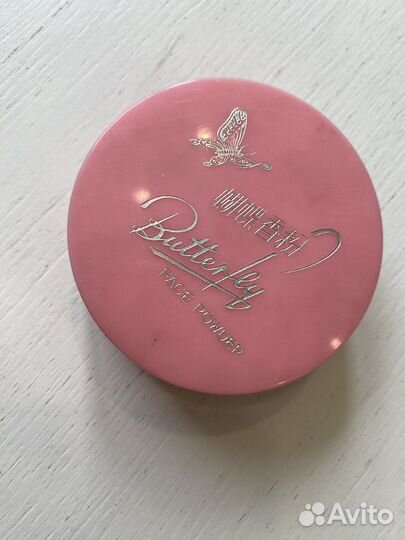 蝴蝶香粉
Butterfly
FACE POWDER
Avito